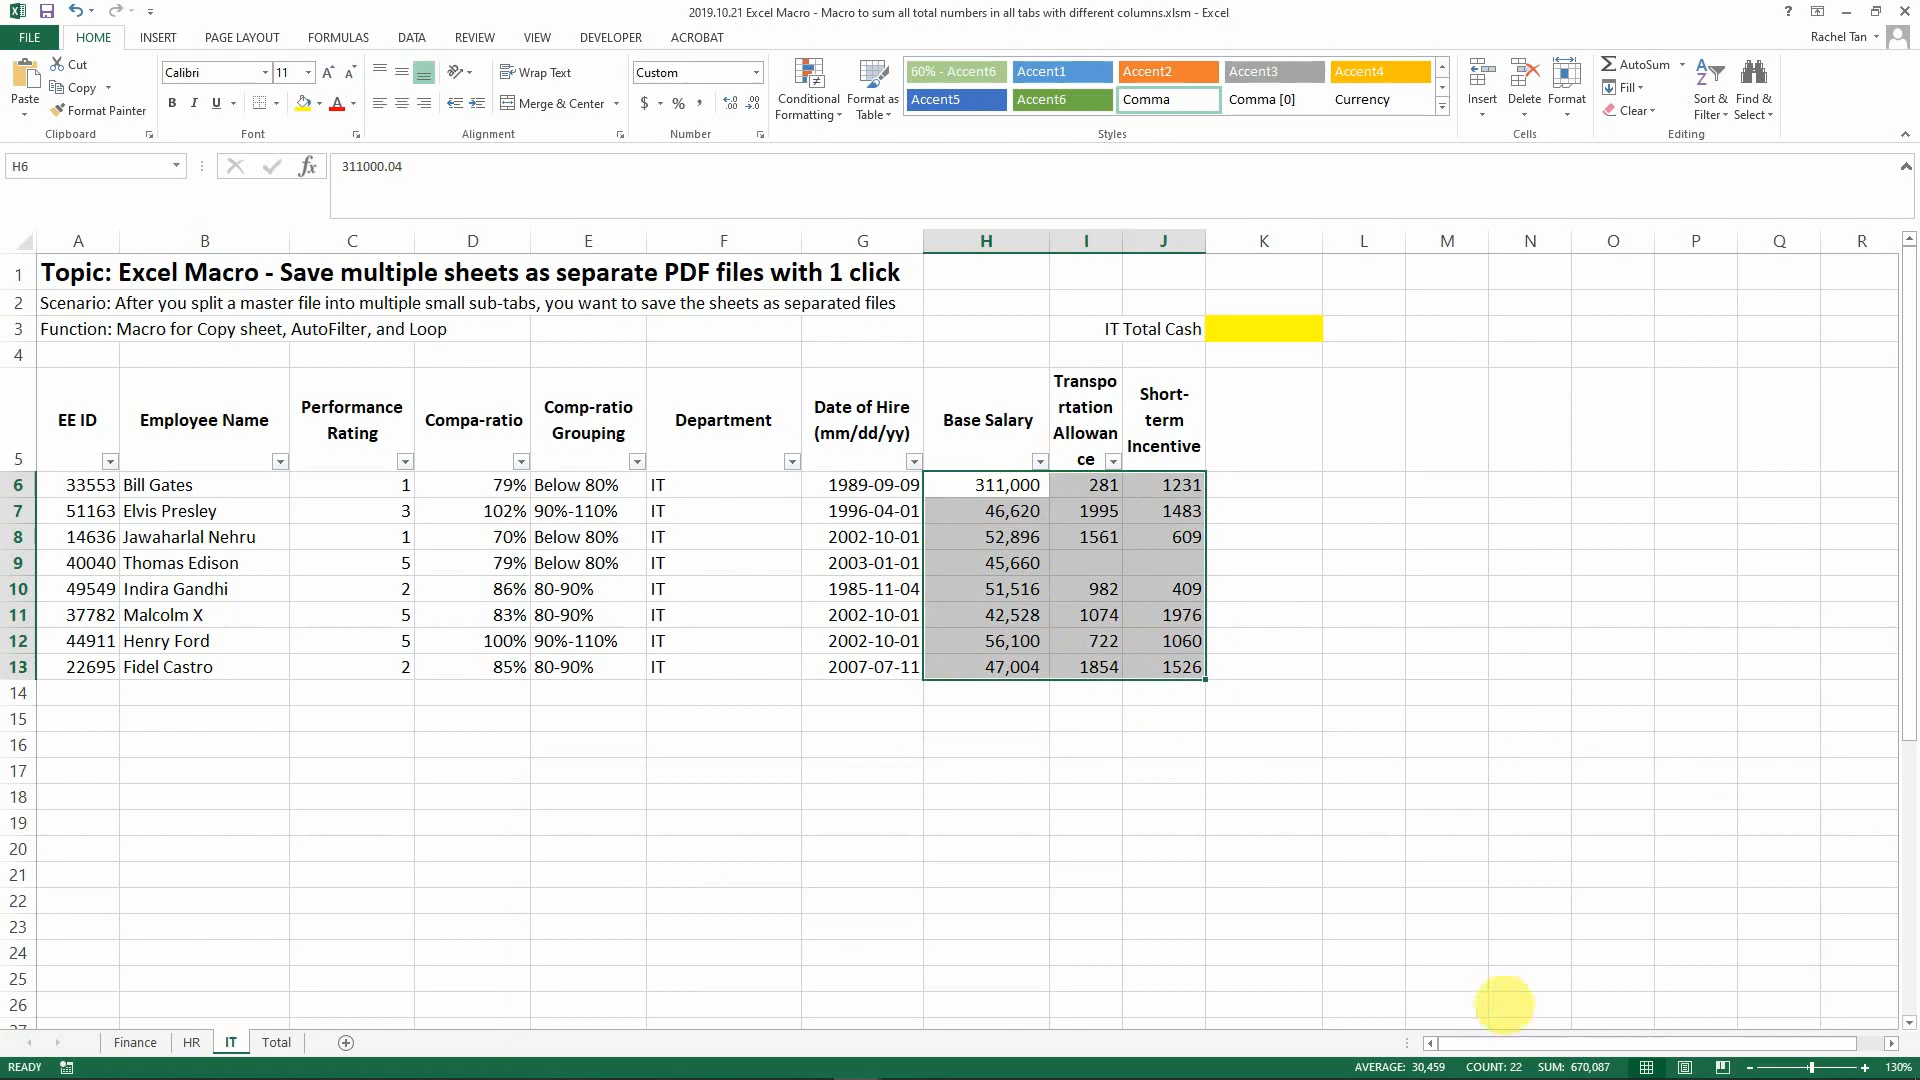 2019.10.21 Excel Macro - Macro to sum all total numbers in all tabs with different columns.xlsm - Excel
?
FILE HOME INSERT PAGE LAYOUT FORMULAS DATA REVIEW VIEW DEVELOPER ACROBAT Rachel Tan
Paste Cut Calibri 11 A A Wrap Text Custom Conditional Formatting Format as Table 60% - Accent6 Accent1 Accent2 Accent3 Accent4 Insert Delete Format AutoSum Sort & Filter Find & Select
Copy B I U A Merge & Center $ % , Accent5 Accent6 Comma Comma [0] Currency Fill
Format Painter Clear
Clipboard Font Alignment Number Styles Cells Editing
H6 fx 311000.04
A B C D E F G H I J K L M N O P Q R
1 Topic: Excel Macro - Save multiple sheets as separate PDF files with 1 click
2 Scenario: After you split a master file into multiple small sub-tabs, you want to save the sheets as separated files
3 Function: Macro for Copy sheet, AutoFilter, and Loop IT Total Cash
4
5 EE ID Employee Name Performance Rating Compa-ratio Comp-ratio Grouping Department Date of Hire (mm/dd/yy) Base Salary Transpo rtation Allowan ce Short-term Incentive
6 33553 Bill Gates 1 79% Below 80% IT 1989-09-09 311,000 281 1231
7 51163 Elvis Presley 3 102% 90%-110% IT 1996-04-01 46,620 1995 1483
8 14636 Jawaharlal Nehru 1 70% Below 80% IT 2002-10-01 52,896 1561 609
9 40040 Thomas Edison 5 79% Below 80% IT 2003-01-01 45,660
10 49549 Indira Gandhi 2 86% 80-90% IT 1985-11-04 51,516 982 409
11 37782 Malcolm X 5 83% 80-90% IT 2002-10-01 42,528 1074 1976
12 44911 Henry Ford 5 100% 90%-110% IT 2002-10-01 56,100 722 1060
13 22695 Fidel Castro 2 85% 80-90% IT 2007-07-11 47,004 1854 1526
14
15
16
17
18
19
20
21
22
23
24
25
26
27
Finance HR IT Total
READY AVERAGE: 30,459 COUNT: 22 SUM: 670,087 130%